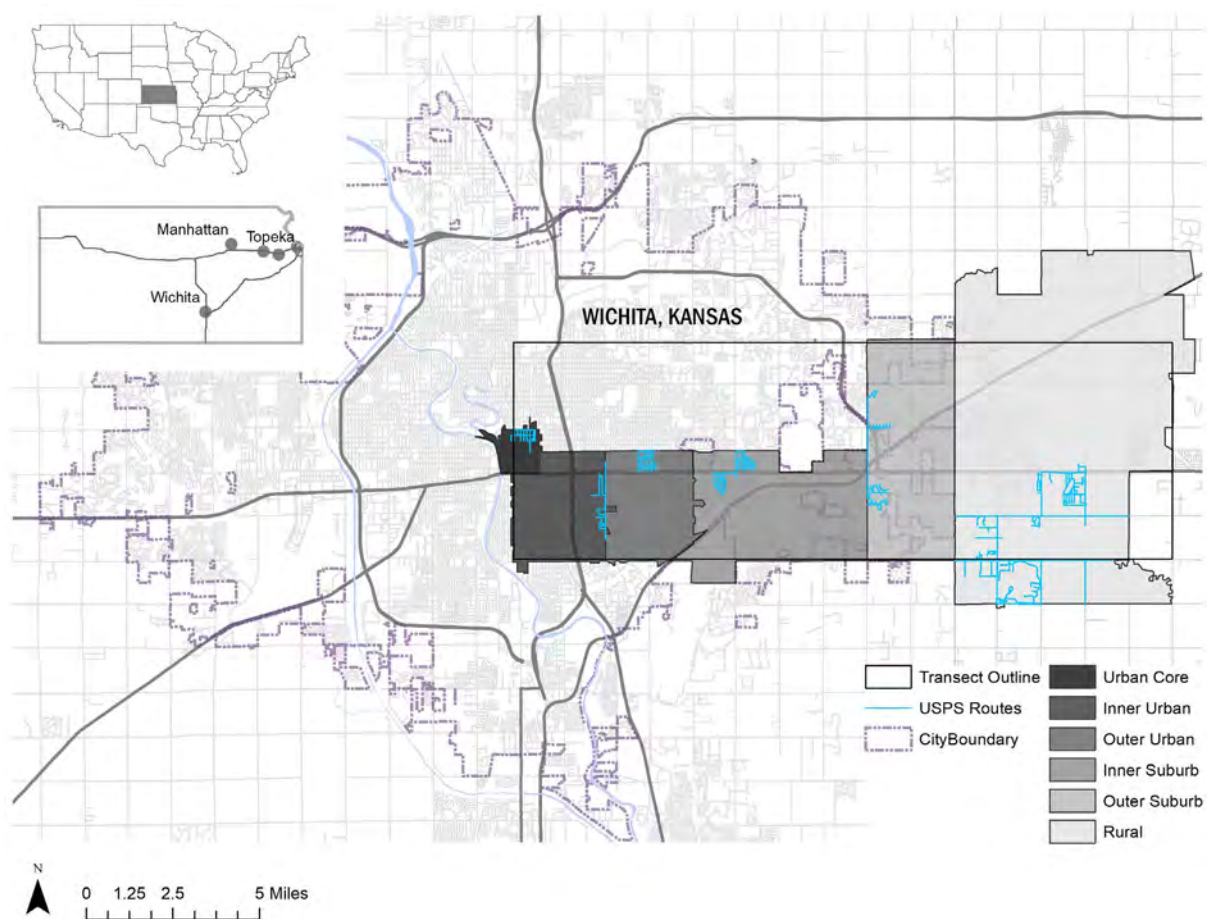 Manhattan
Topeka
Wichita
WICHITA, KANSAS
Transect Outline
USPS Routes
CityBoundary
Urban Core
Inner Urban
Outer Urban
Inner Suburb
Outer Suburb
Rural
N
0 1.25 2.5 5 Miles